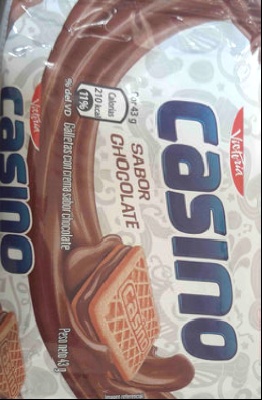 Victoria
casino
SABOR
CHOCOLATE
Por 43 g
Calorías
210 kcal
11%
% del VD
Galletas con crema sabor chocolate
Peso neto 43 g
Casino
Victoria
casino